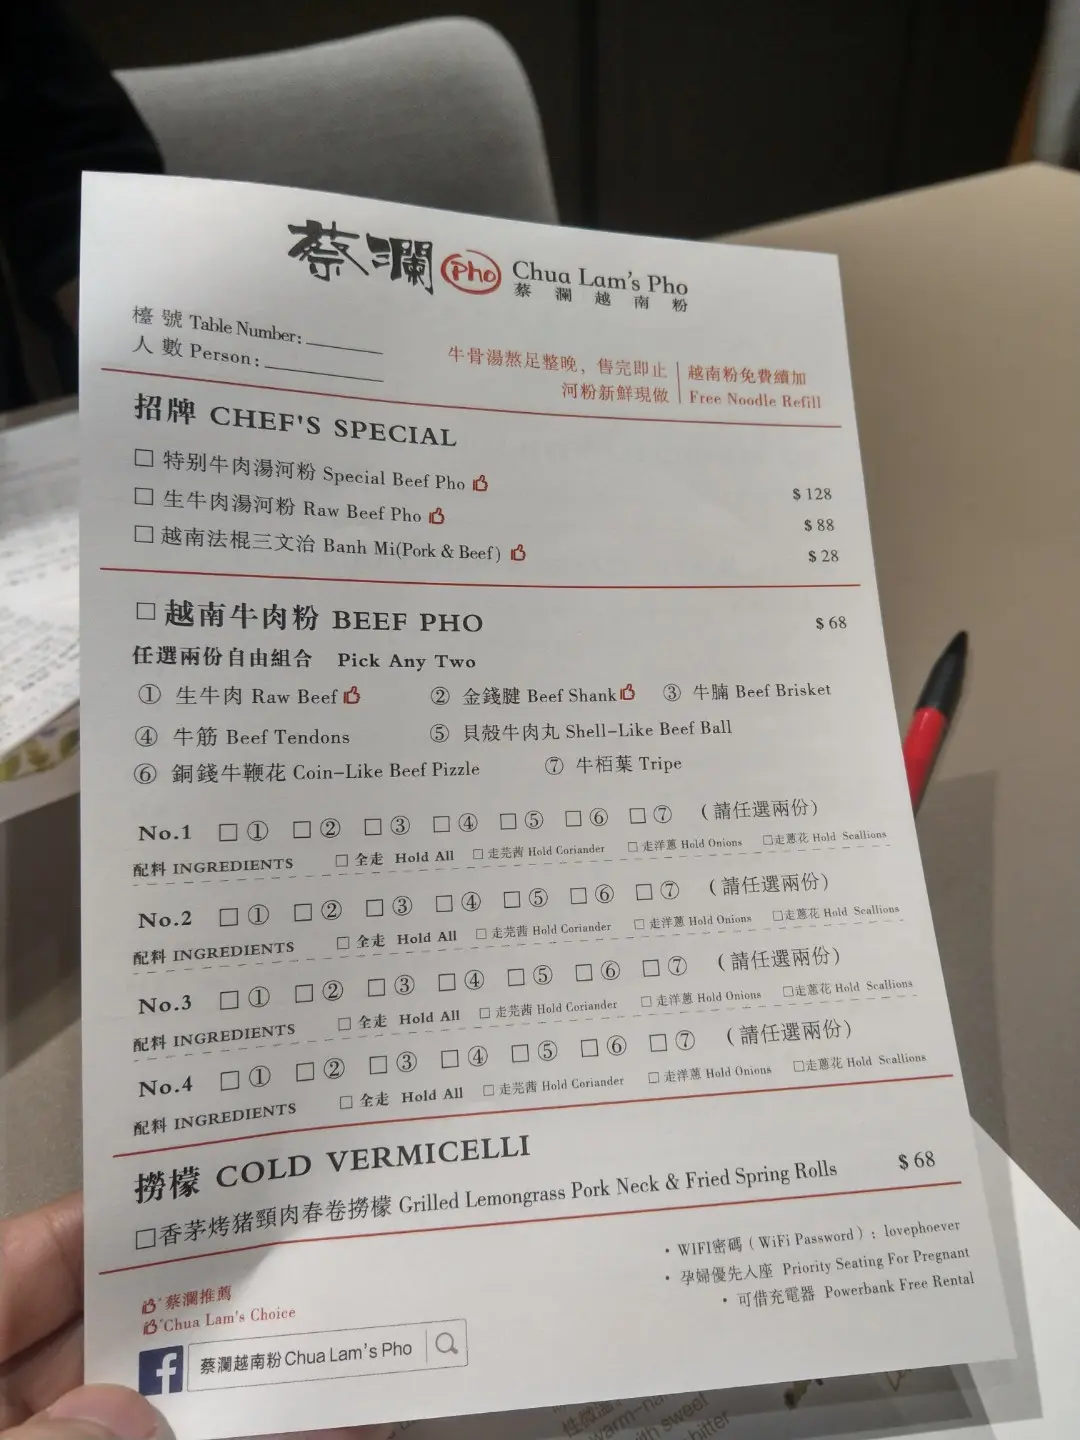 蔡瀾 Pho Chua Lam's Pho
蔡瀾越南粉
檯號 Table Number:
人數 Person:
牛骨湯熬足整晚，售完即止
河粉新鮮現做
越南粉免費續加
Free Noodle Refill
招牌 CHEF'S SPECIAL
□ 特別牛肉湯河粉 Special Beef Pho $ 128
□ 生牛肉湯河粉 Raw Beef Pho $ 88
□ 越南法棍三文治 Banh Mi(Pork & Beef) $ 28
□ 越南牛肉粉 BEEF PHO $ 68
任選兩份自由組合 Pick Any Two
① 生牛肉 Raw Beef ② 金錢腱 Beef Shank ③ 牛腩 Beef Brisket
④ 牛筋 Beef Tendons ⑤ 貝殼牛肉丸 Shell-Like Beef Ball
⑥ 銅錢牛鞭花 Coin-Like Beef Pizzle ⑦ 牛栢葉 Tripe
No.1 □ ① □ ② □ ③ □ ④ □ ⑤ □ ⑥ □ ⑦ （請任選兩份）
配料 INGREDIENTS □ 全走 Hold All □ 走芫茜 Hold Coriander □ 走洋蔥 Hold Onions □走蔥花 Hold Scallions
No.2 □ ① □ ② □ ③ □ ④ □ ⑤ □ ⑥ □ ⑦ （請任選兩份）
配料 INGREDIENTS □ 全走 Hold All □ 走芫茜 Hold Coriander □ 走洋蔥 Hold Onions □走蔥花 Hold Scallions
No.3 □ ① □ ② □ ③ □ ④ □ ⑤ □ ⑥ □ ⑦ （請任選兩份）
配料 INGREDIENTS □ 全走 Hold All □ 走芫茜 Hold Coriander □ 走洋蔥 Hold Onions □走蔥花 Hold Scallions
No.4 □ ① □ ② □ ③ □ ④ □ ⑤ □ ⑥ □ ⑦ （請任選兩份）
配料 INGREDIENTS □ 全走 Hold All □ 走芫茜 Hold Coriander □ 走洋蔥 Hold Onions □走蔥花 Hold Scallions
撈檬 COLD VERMICELLI
□香茅烤猪頸肉春卷撈檬 Grilled Lemongrass Pork Neck & Fried Spring Rolls $ 68
• WIFI密碼（WiFi Password）: lovephoever
• 孕婦優先入座 Priority Seating For Pregnant
• 可借充電器 Powerbank Free Rental
蔡瀾推薦
Chua Lam's Choice
蔡瀾越南粉 Chua Lam's Pho
with sweet
bitter